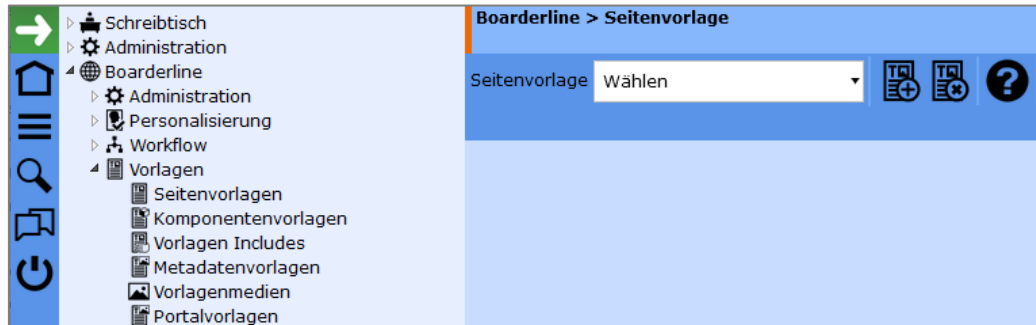 Schreibtisch
Administration
Boarderline
Administration
Personalisierung
Workflow
Vorlagen
Seitenvorlagen
Komponentenvorlagen
Vorlagen Includes
Metadatenvorlagen
Vorlagenmedien
Portalvorlagen
Boarderline > Seitenvorlage
Seitenvorlage Wählen